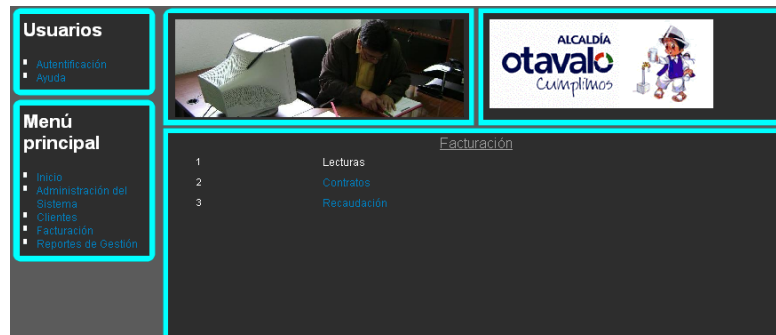 Usuarios
Autentificación
Ayuda
Menú
principal
Inicio
Administración del
Sistema
Clientes
Facturación
Reportes de Gestión
ALCALDÍA
otavalo
Cumplimos
Facturación
1 Lecturas
2 Contratos
3 Recaudación